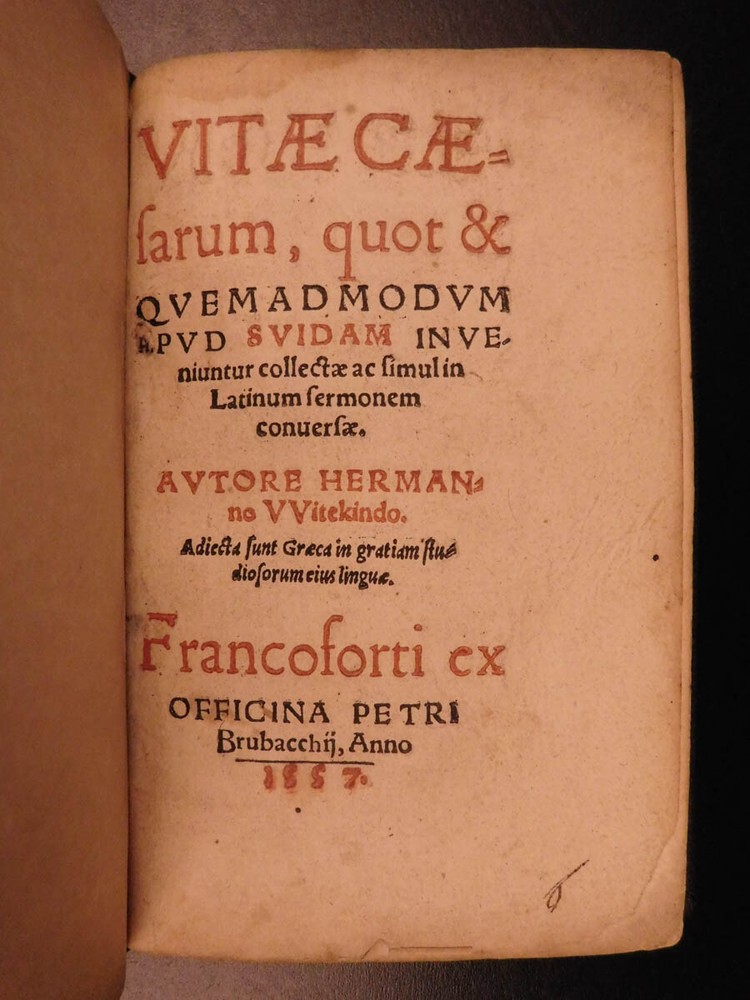 VITÆ CÆ-
ſarum, quot &
QVEMADMODVM
APVD SVIDAM INVE-
niuntur collectæ ac ſimul in
Latinum ſermonem
conuerſæ.
AVTORE HERMAN-
no VVitekindo.
Adiecta ſunt Græca in gratiam ſtu-
dioſorum eius linguæ.
Francoforti ex
OFFICINA PETRI
Brubacchij, Anno
1557.